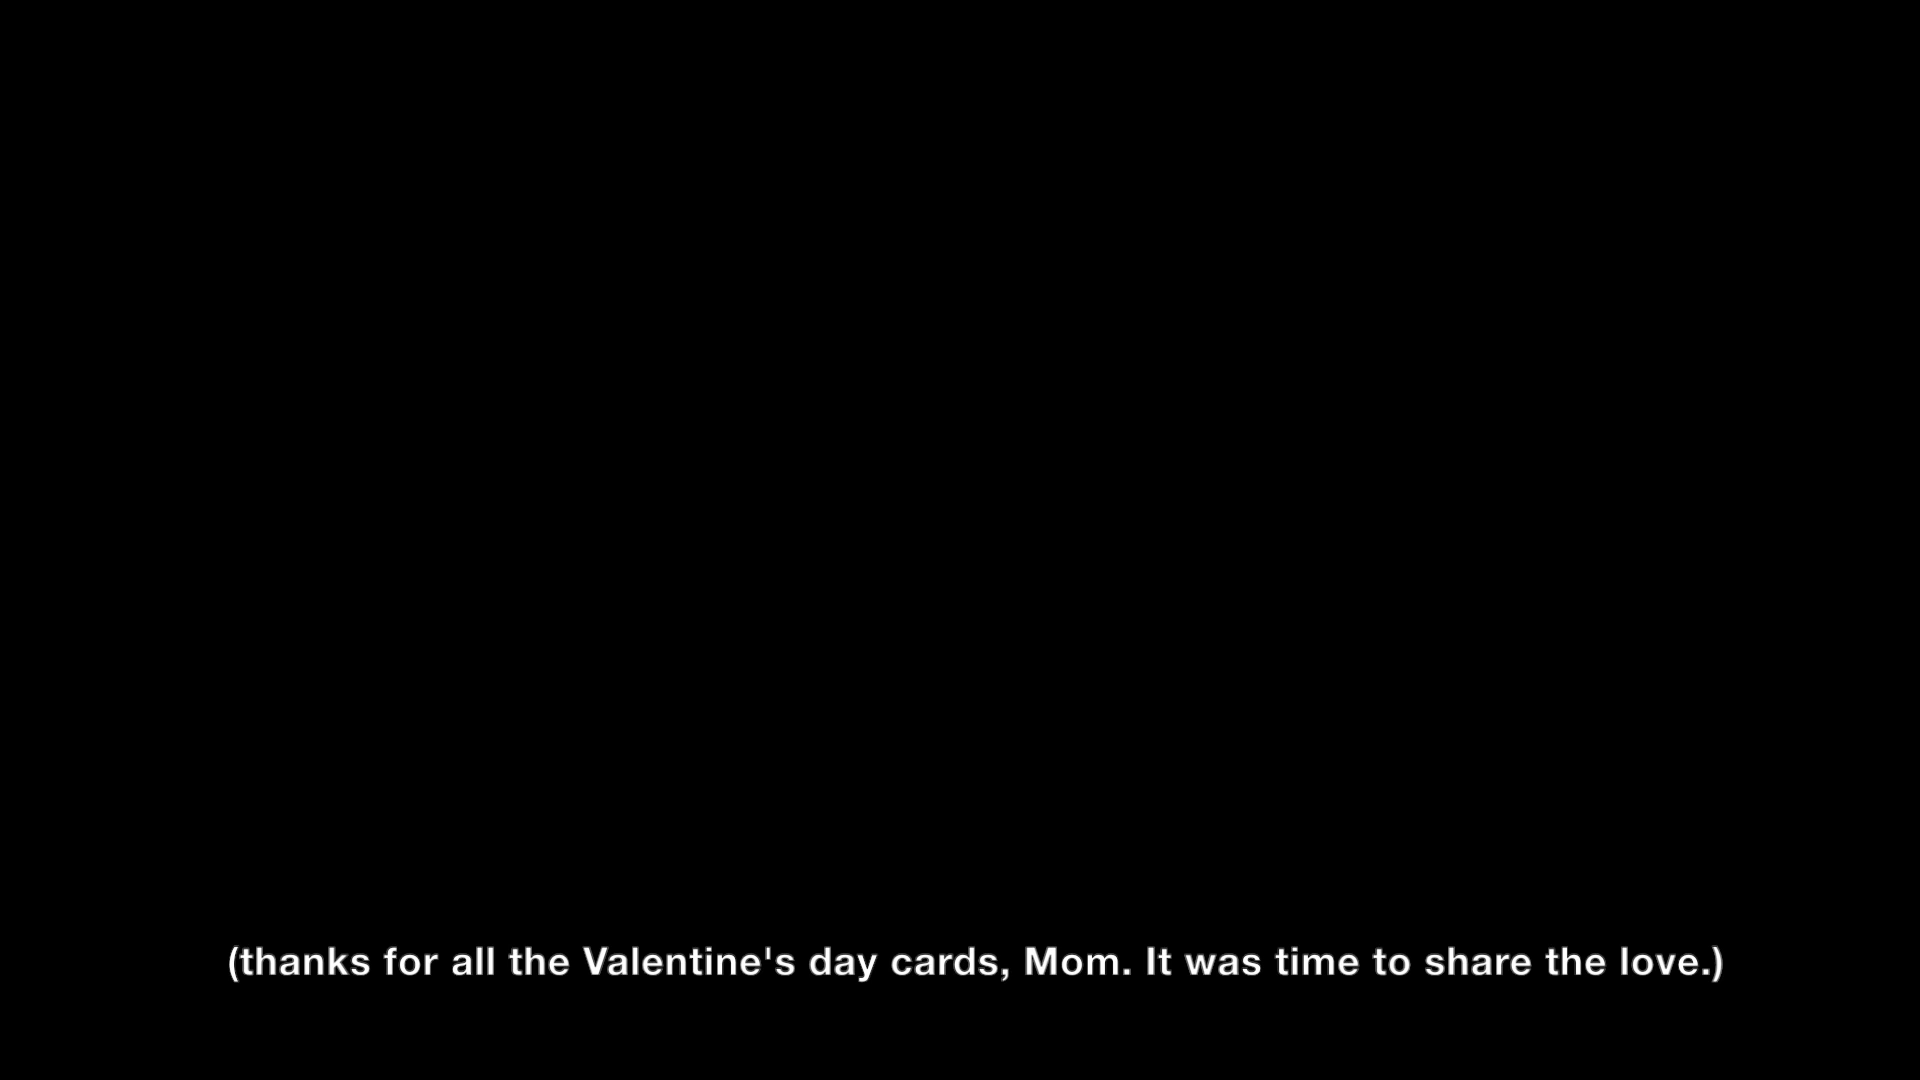 (thanks for all the Valentine's day cards, Mom. It was time to share the love.)